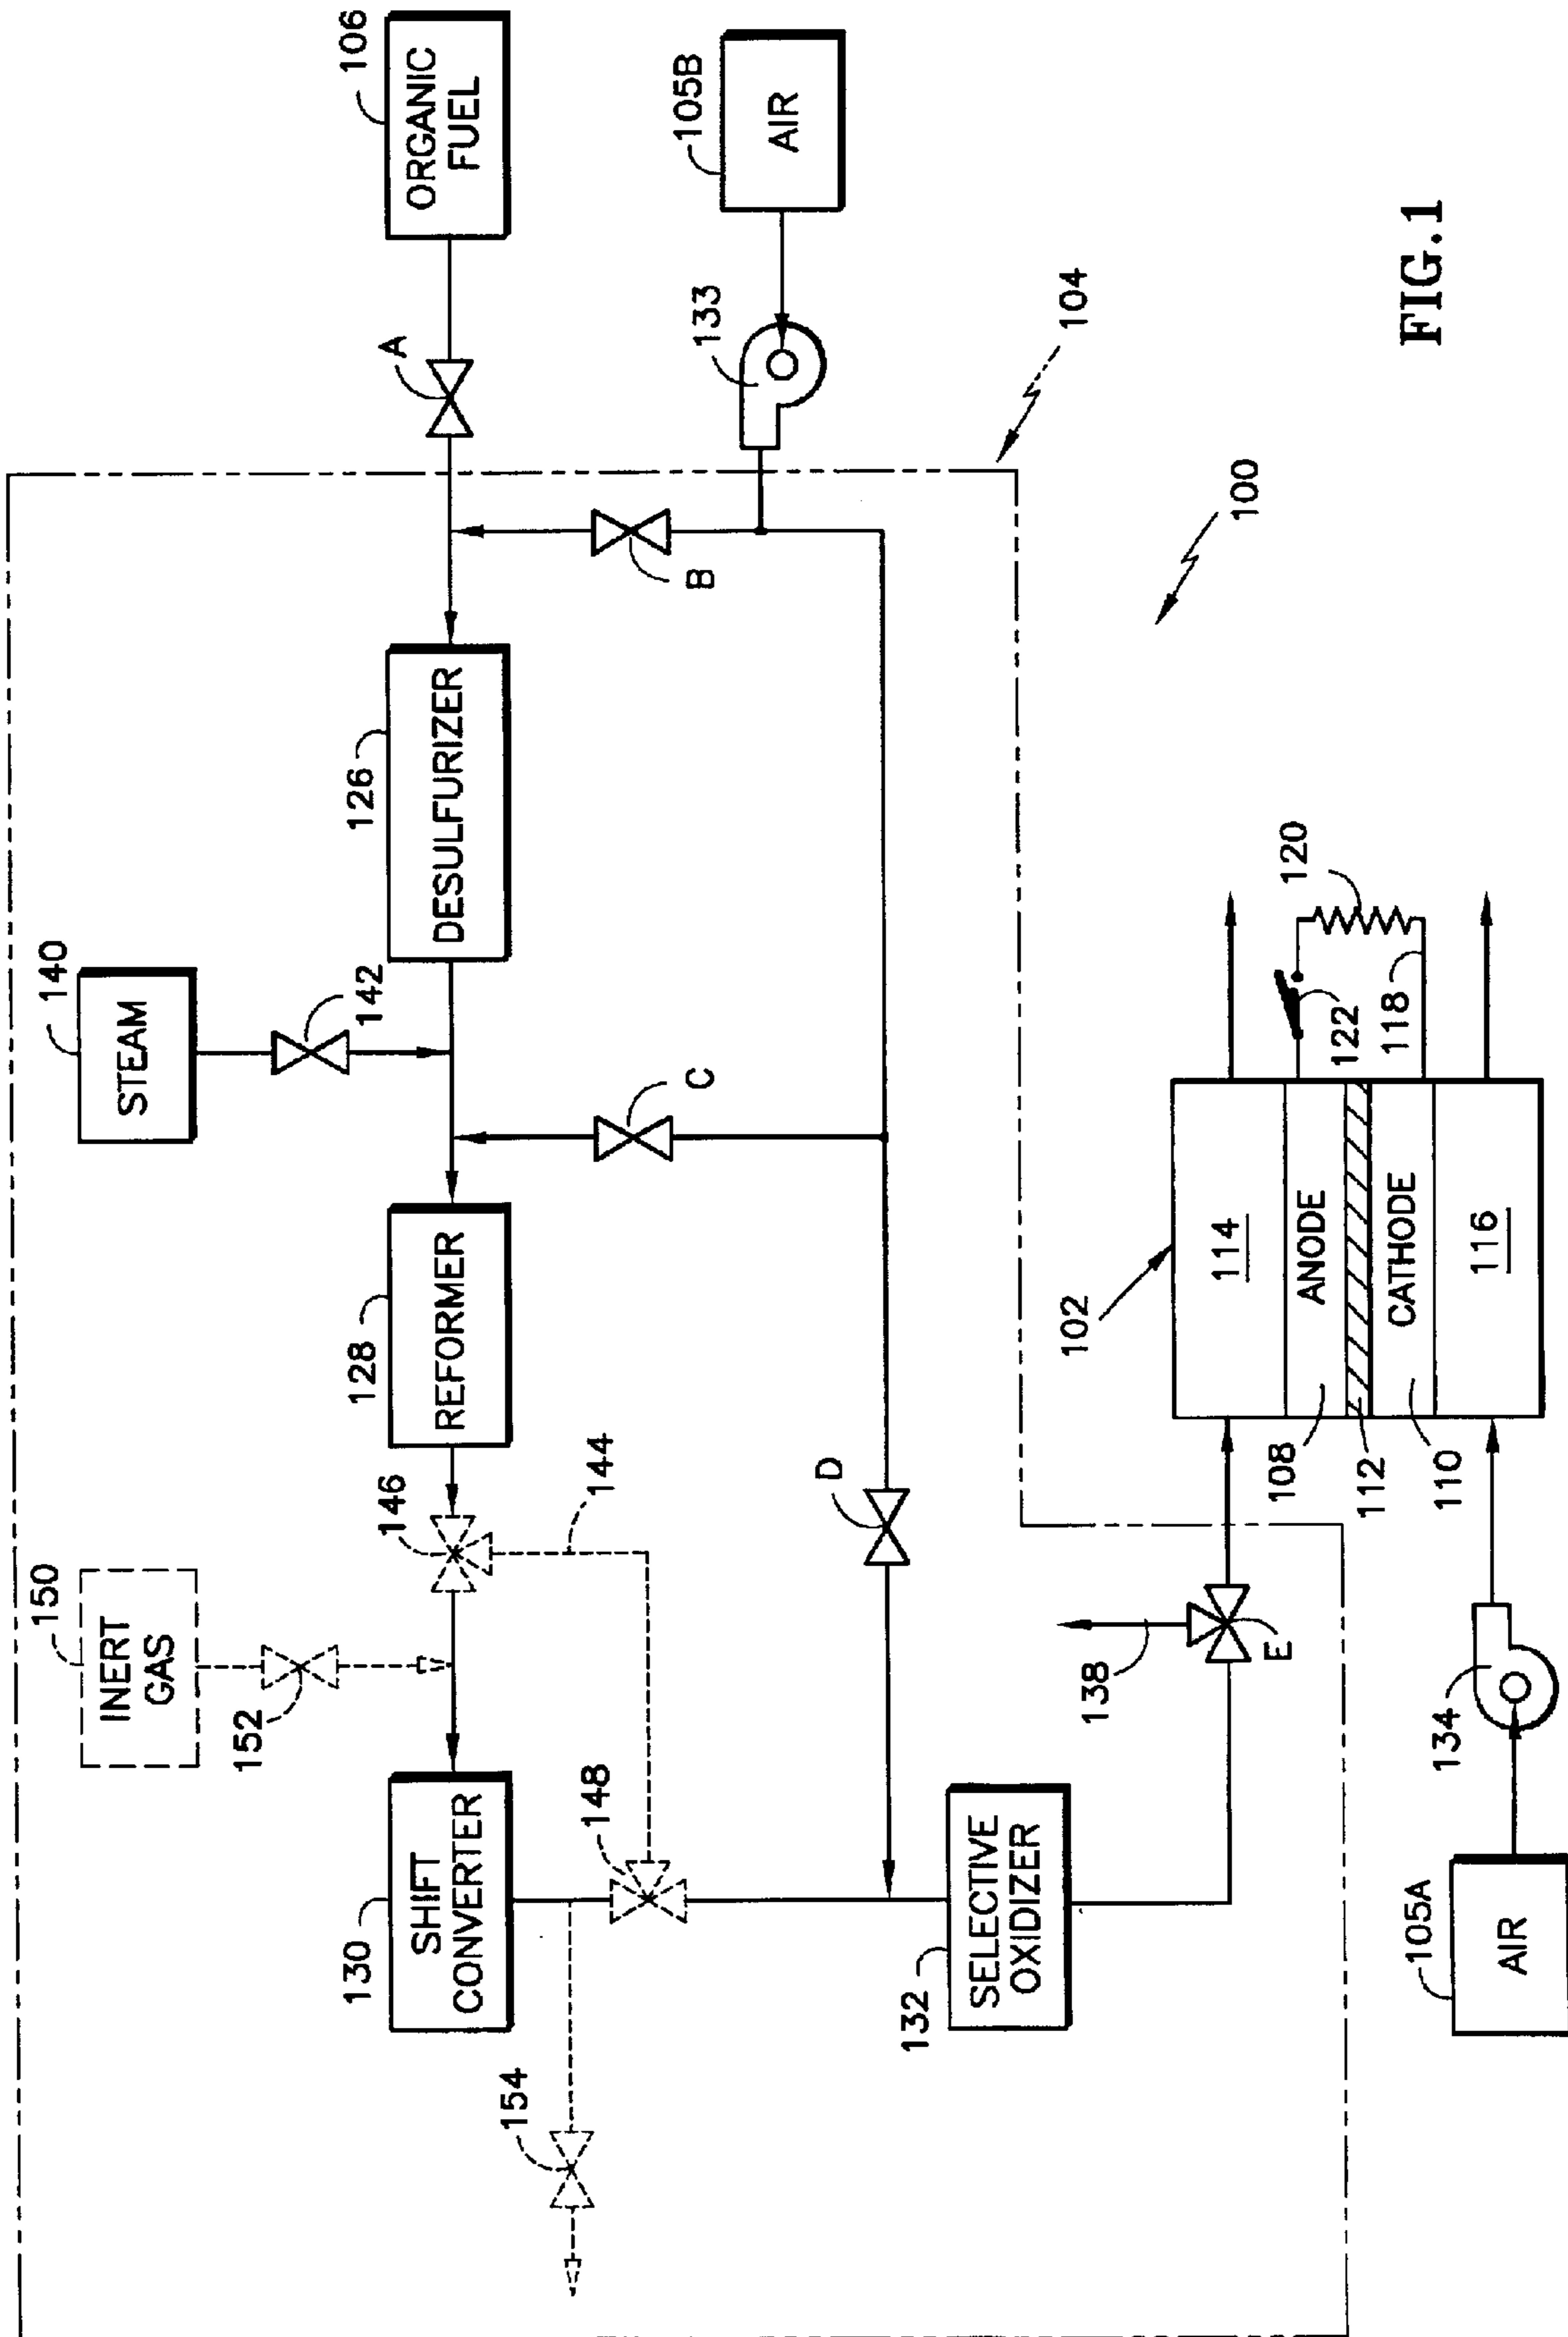 150
INERT
GAS
152
140
STEAM
142
130
SHIFT
CONVERTER
146
128
REFORMER
126
DESULFURIZER
A
106
ORGANIC
FUEL
154
148
144
C
B
133
105B
AIR
132
SELECTIVE
OXIDIZER
D
104
138
E
100
102
114
ANODE
CATHODE
116
108
112
110
122
118
120
105A
AIR
134
FIG.1